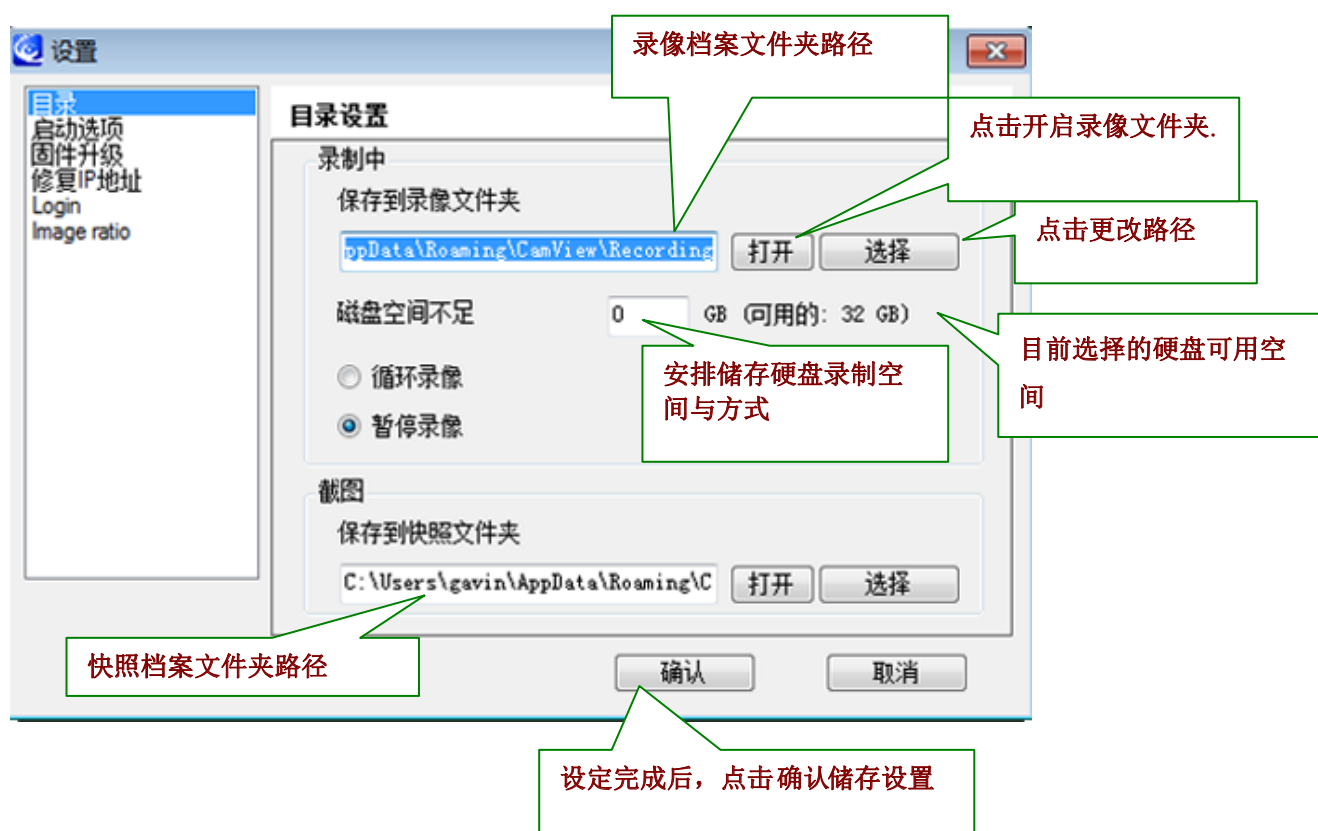 设置
录像档案文件夹路径
目录
启动选项
固件升级
修复IP地址
Login
Image ratio
目录设置
点击开启录像文件夹.
录制中
保存到录像文件夹
ppData\Roaming\CamView\Recording
打开
选择
点击更改路径
磁盘空间不足
0
GB (可用的: 32 GB)
目前选择的硬盘可用空
间
循环录像
暂停录像
安排储存硬盘录制空
间与方式
截图
保存到快照文件夹
C:\Users\gavin\AppData\Roaming\C
打开
选择
快照档案文件夹路径
确认
取消
设定完成后，点击确认储存设置